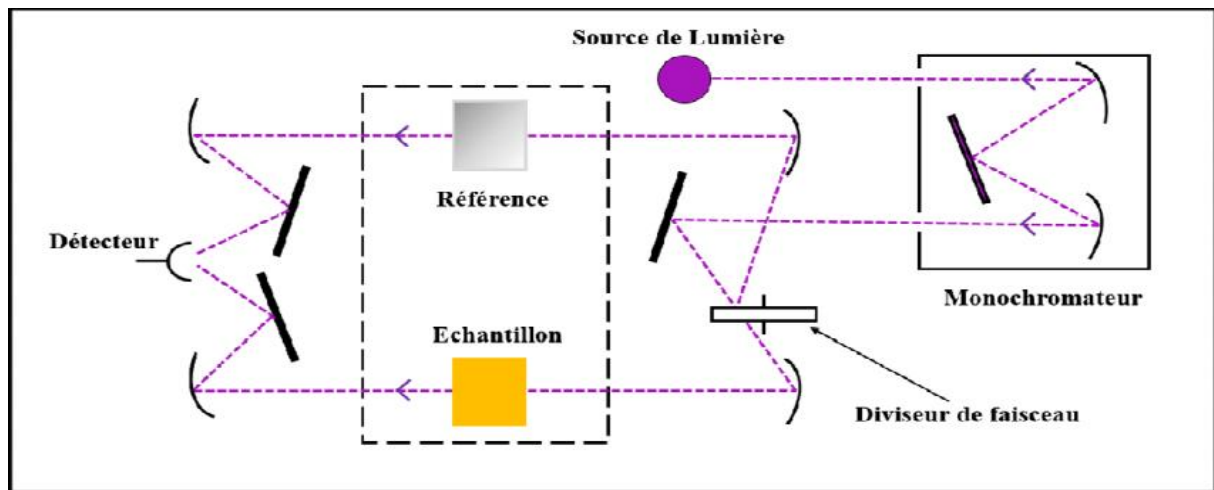 Source de Lumière
Référence
Détecteur
Monochromateur
Echantillon
Diviseur de faisceau